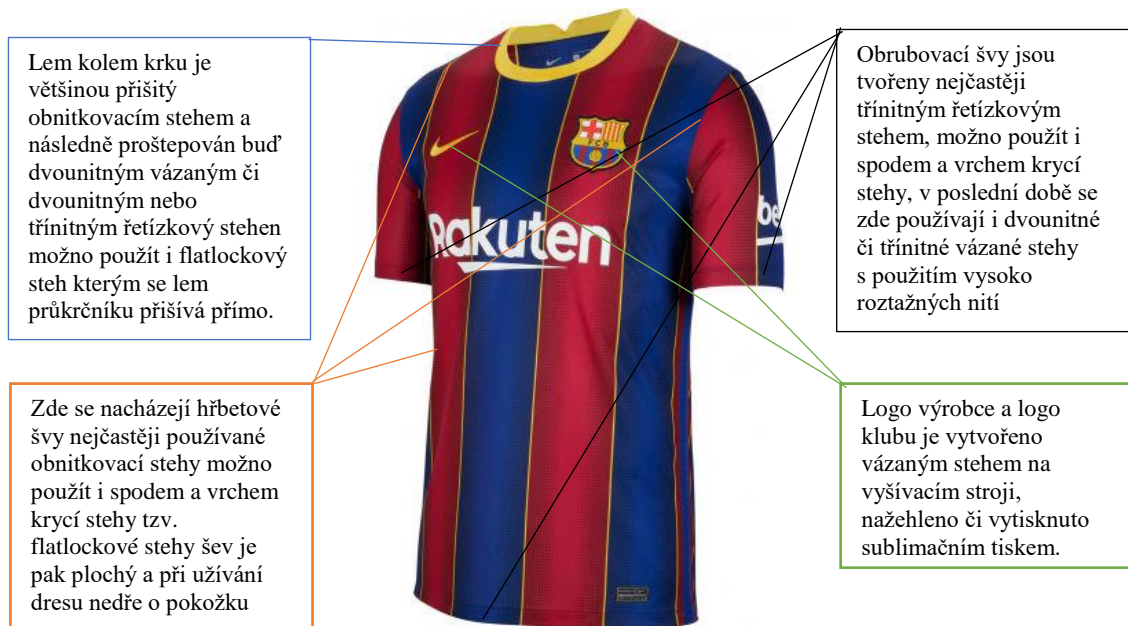 Lem kolem krku je
většinou přišitý
obnitkovacím stehem a
následně proštepován buď
dvounitným vázaným či
dvounitným nebo
třínitným řetízkový stehen
možno použít i flatlockový
steh kterým se lem
průkrčníku přišívá přímo.
Obrubovací švy jsou
tvořeny nejčastěji
třínitným řetízkovým
stehem, možno použít i
spodem a vrchem krycí
stehy, v poslední době se
zde používají i dvounitné
či třínitné vázané stehy
s použitím vysoko
roztažných nití
FCB
Rakuten
be
Zde se nacházejí hřbetové
švy nejčastěji používané
obnitkovací stehy možno
použít i spodem a vrchem
krycí stehy tzv.
flatlockové stehy šev je
pak plochý a při užívání
dresu nedře o pokožku
Logo výrobce a logo
klubu je vytvořeno
vázaným stehem na
vyšívacím stroji,
nažehleno či vytisknuto
sublimačním tiskem.